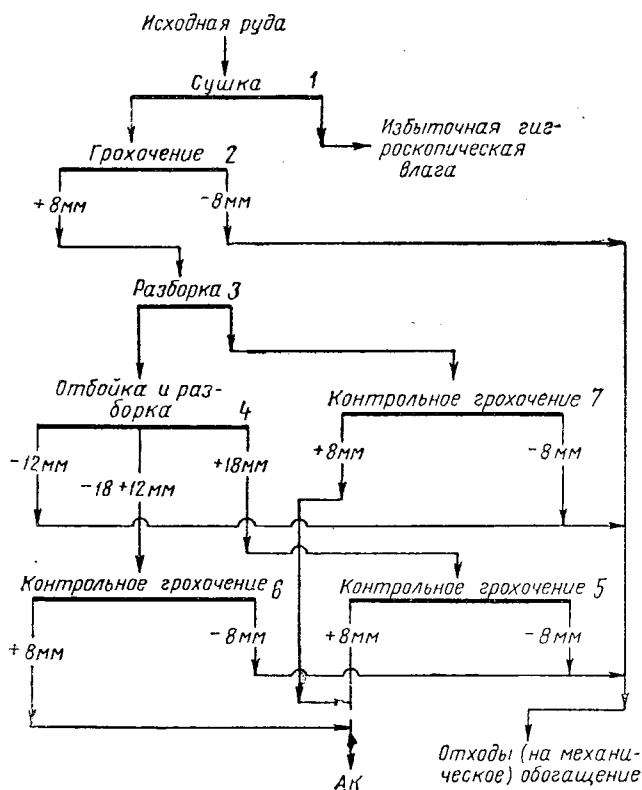 Исходная руда
Сушка 1
Избыточная гиг-
роскопическая
влага
Грохочение 2
+8мм
-8мм
Разборка 3
Отбойка и раз-
борка 4
Контрольное грохочение 7
-12мм
-18+12мм
+18мм
+8мм
-8мм
Контрольное грохочение 6
Контрольное грохочение 5
+8мм
-8мм
+8мм
-8мм
АК
Отходы (на механи-
ческое) обогащение